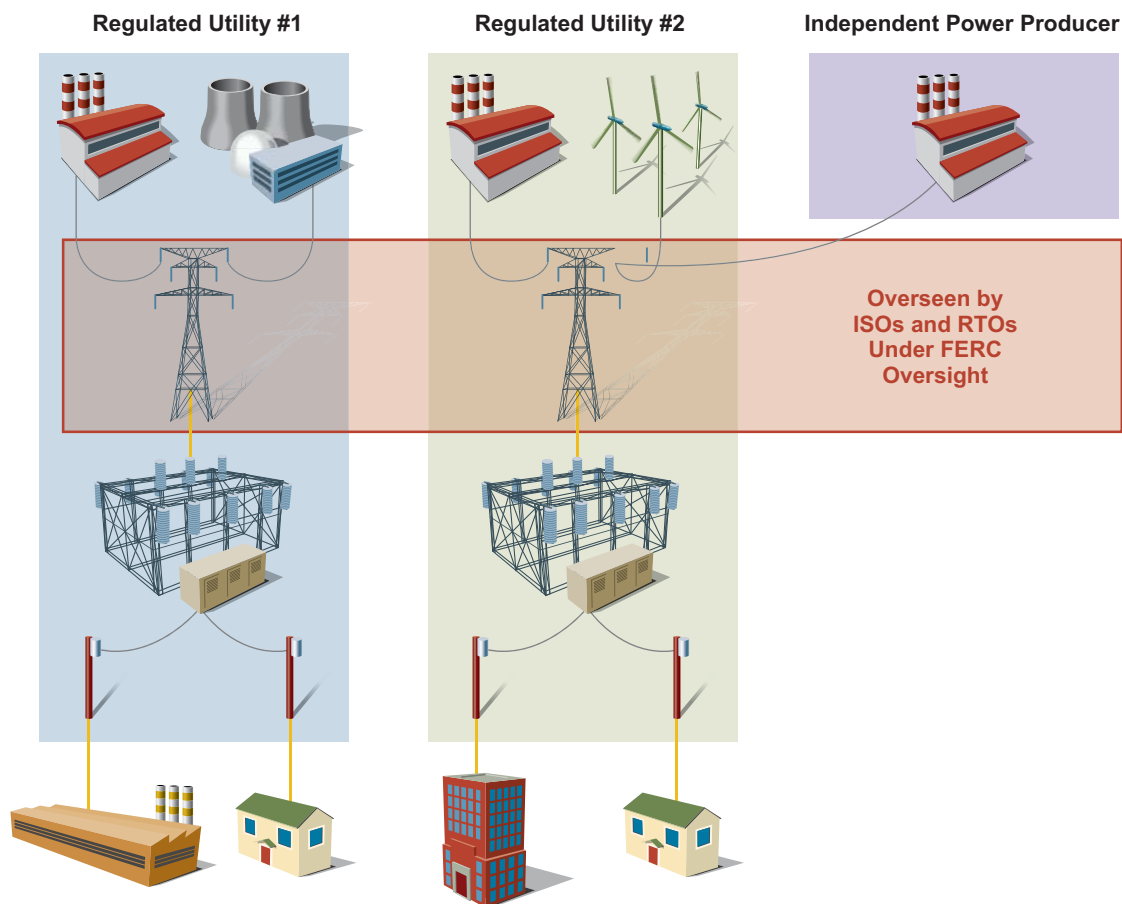 Regulated Utility #1
Regulated Utility #2
Independent Power Producer
Overseen by
ISOs and RTOs
Under FERC
Oversight